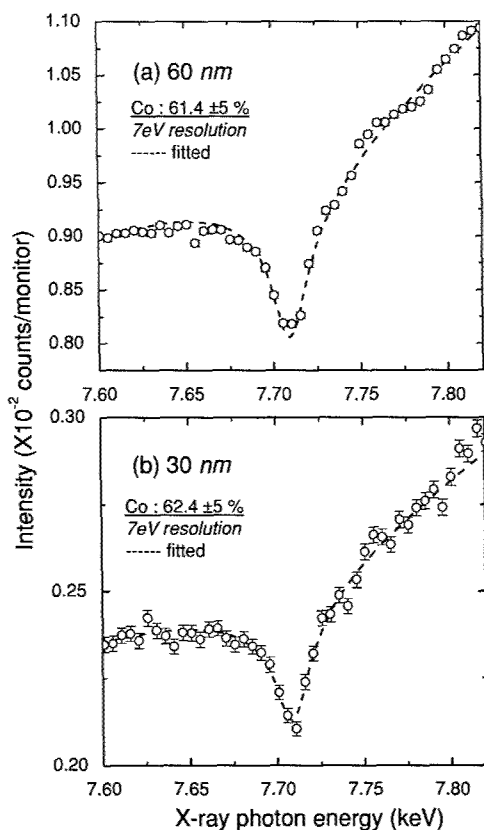 1.10
(a) 60 nm
Co : 61.4 ±5 %
7eV resolution
----- fitted
1.05
1.00
0.95
0.90
0.85
0.80
7.60 7.65 7.70 7.75 7.80
0.30
(b) 30 nm
Co : 62.4 ±5 %
7eV resolution
----- fitted
0.25
0.20
7.60 7.65 7.70 7.75 7.80
X-ray photon energy (keV)
Intensity (X10⁻² counts/monitor)